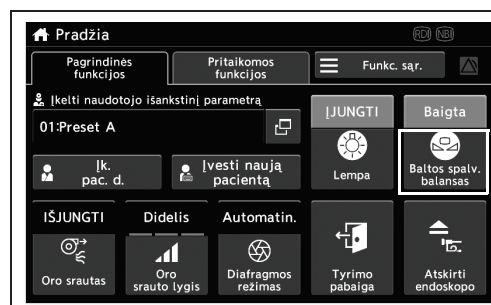 Pradžia
RDI NBI
Pagrindinės
funkcijos
Pritaikomos
funkcijos
Funkc. sąr.
Įkelti naudotojo išankstinį parametrą
01:Preset A
Įk.
pac. d.
Įvesti naują
pacientą
ĮJUNGTI
Lempa
Baigta
Baltos spalv.
balansas
IŠJUNGTI
Oro srautas
Didelis
Oro
srauto lygis
Automatin.
Diafragmos
režimas
Tyrimo
pabaiga
Atskirti
endoskopo